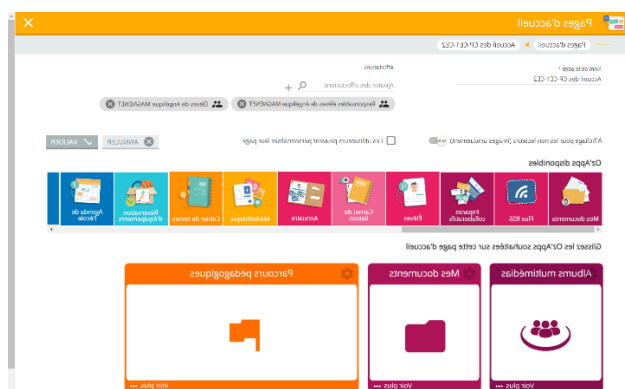 Pages d'accueil
Pages d'accueil
Accueil des CP-CE1-CE2
Nom de la page *
Accueil des CP-CE1-CE2
Affectations
Ajouter des affectations
Responsables élèves de Angélique MAGNENET
Élèves de Angélique MAGNENET
Affichage pour les non lecteurs (images uniquement)
Les utilisateurs peuvent personnaliser leur page
ANNULER
VALIDER
Oz'Apps disponibles
Mes documents
Flux RSS
Espaces collaboratifs
Élèves
Carnet de liaison
Annuaire
Médiathèque
Cahier de textes
Réservation d'équipements
Agenda de l'école
Glissez les Oz'Apps souhaitées sur cette page d'accueil
Albums multimédias
Mes documents
Parcours pédagogiques
Voir plus •••
Voir plus •••
Voir plus •••